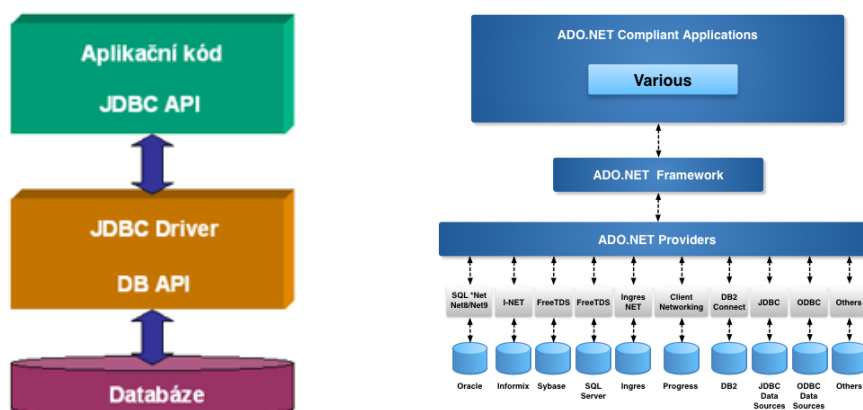 Aplikační kód
JDBC API
JDBC Driver
DB API
Databáze
ADO.NET Compliant Applications
Various
ADO.NET Framework
ADO.NET Providers
SQL *Net
Net8/Net9
I-NET
FreeTDS
FreeTDS
Ingres
NET
Client
Networking
DB2
Connect
JDBC
ODBC
Others
Oracle
Informix
Sybase
SQL
Server
Ingres
Progress
DB2
JDBC
Data
Sources
ODBC
Data
Sources
Others